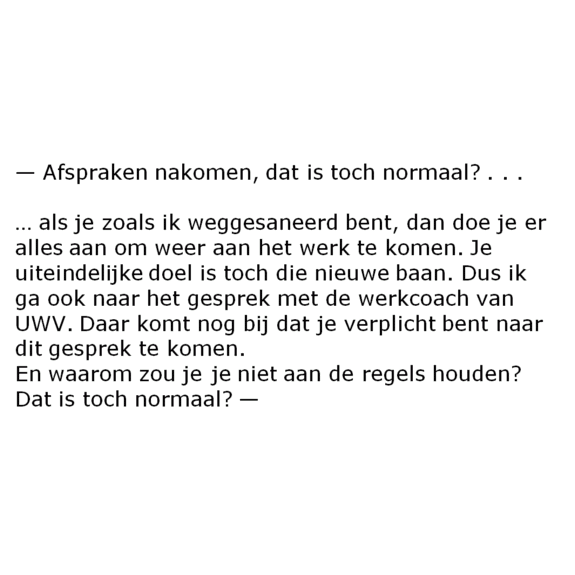 — Afspraken nakomen, dat is toch normaal? . . .
... als je zoals ik weggesaneerd bent, dan doe je er
alles aan om weer aan het werk te komen. Je
uiteindelijke doel is toch die nieuwe baan. Dus ik
ga ook naar het gesprek met de werkcoach van
UWV. Daar komt nog bij dat je verplicht bent naar
dit gesprek te komen.
En waarom zou je je niet aan de regels houden?
Dat is toch normaal? —